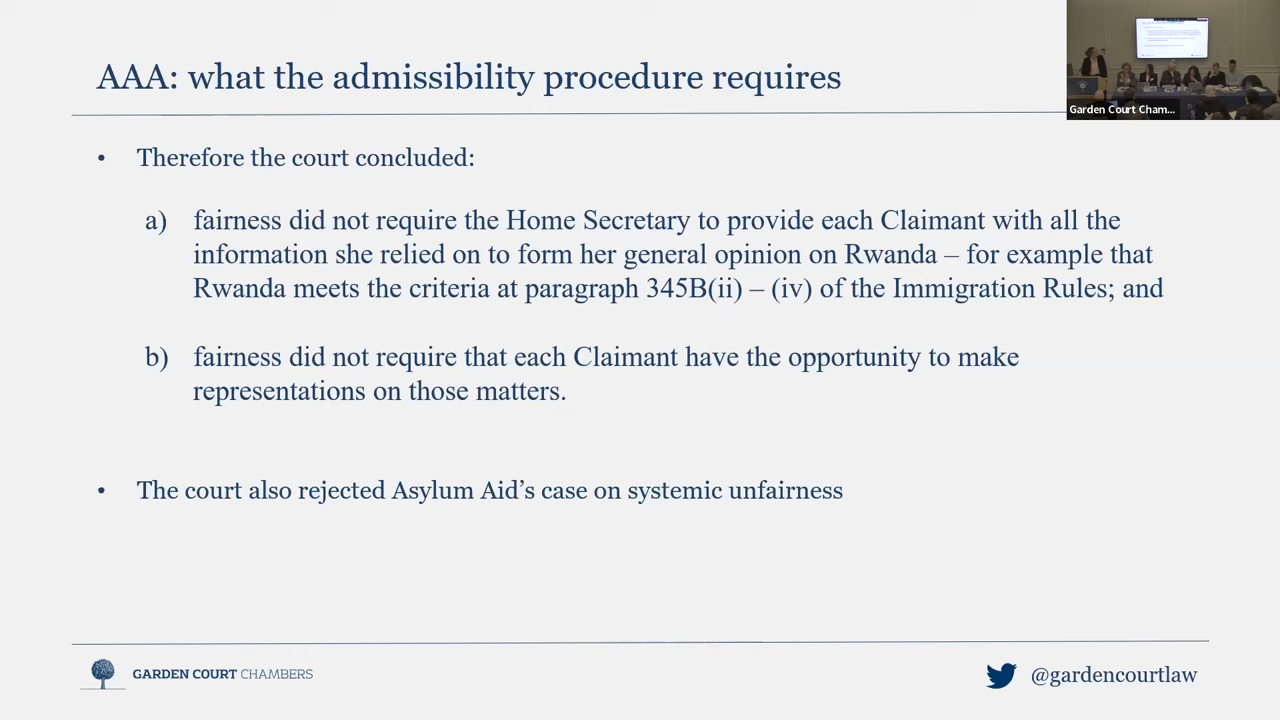 AAA: what the admissibility procedure requires
Garden Court Cham...
• Therefore the court concluded:
a) fairness did not require the Home Secretary to provide each Claimant with all the
information she relied on to form her general opinion on Rwanda – for example that
Rwanda meets the criteria at paragraph 345B(ii) – (iv) of the Immigration Rules; and
b) fairness did not require that each Claimant have the opportunity to make
representations on those matters.
• The court also rejected Asylum Aid’s case on systemic unfairness
GARDEN COURT CHAMBERS
@gardencourtlaw